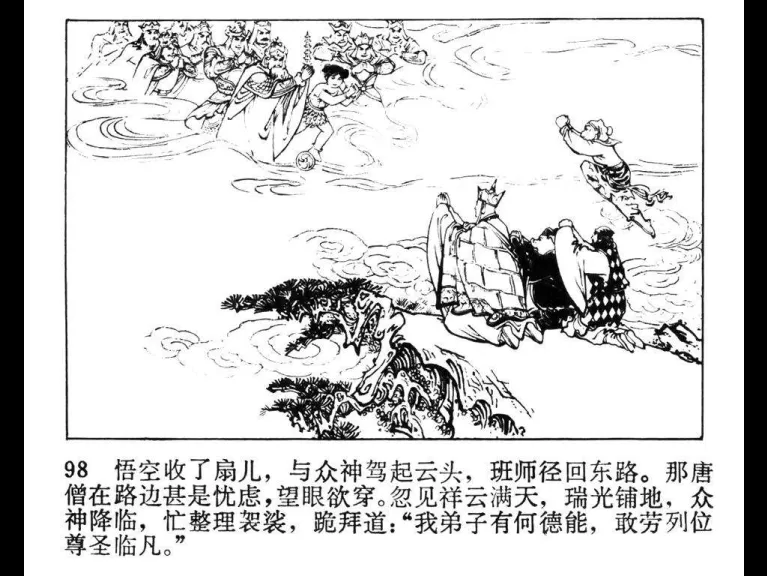 98 悟空收了扇儿，与众神驾起云头，班师径回东路。那唐
僧在路边甚是忧虑，望眼欲穿。忽见祥云满天，瑞光铺地，众
神降临，忙整理袈裟，跪拜道：“我弟子有何德能，敢劳列位
尊圣临凡。”